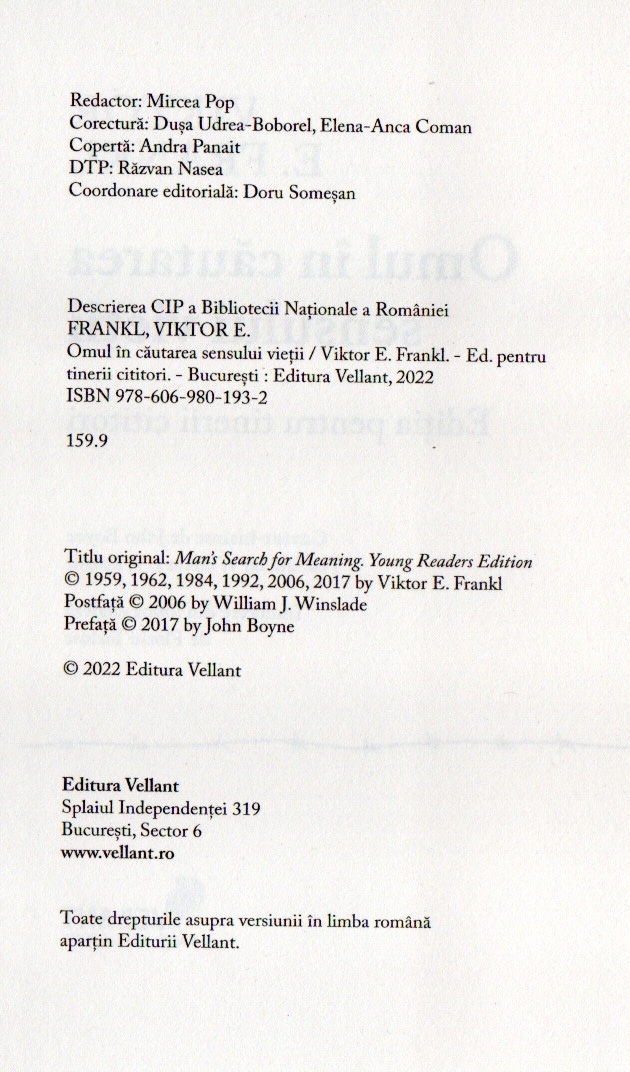 Redactor: Mircea Pop
Corectură: Dușa Udrea-Boborel, Elena-Anca Coman
Copertă: Andra Panait
DTP: Răzvan Nasea
Coordonare editorială: Doru Someșan
Descrierea CIP a Bibliotecii Naționale a României
FRANKL, VIKTOR E.
Omul în căutarea sensului vieții / Viktor E. Frankl. - Ed. pentru
tinerii cititori. - București : Editura Vellant, 2022
ISBN 978-606-980-193-2
159.9
Titlu original: Man's Search for Meaning. Young Readers Edition
© 1959, 1962, 1984, 1992, 2006, 2017 by Viktor E. Frankl
Postfață © 2006 by William J. Winslade
Prefață © 2017 by John Boyne
© 2022 Editura Vellant
Editura Vellant
Splaiul Independenței 319
București, Sector 6
www.vellant.ro
Toate drepturile asupra versiunii în limba română
aparțin Editurii Vellant.